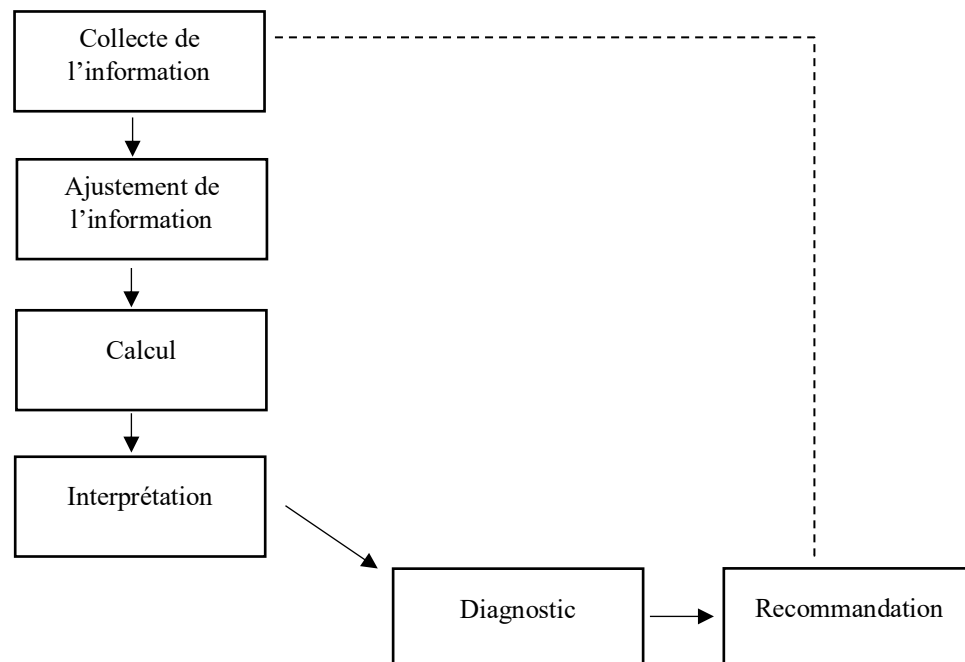 Collecte de
l’information
Ajustement de
l’information
Calcul
Interprétation
Diagnostic
Recommandation